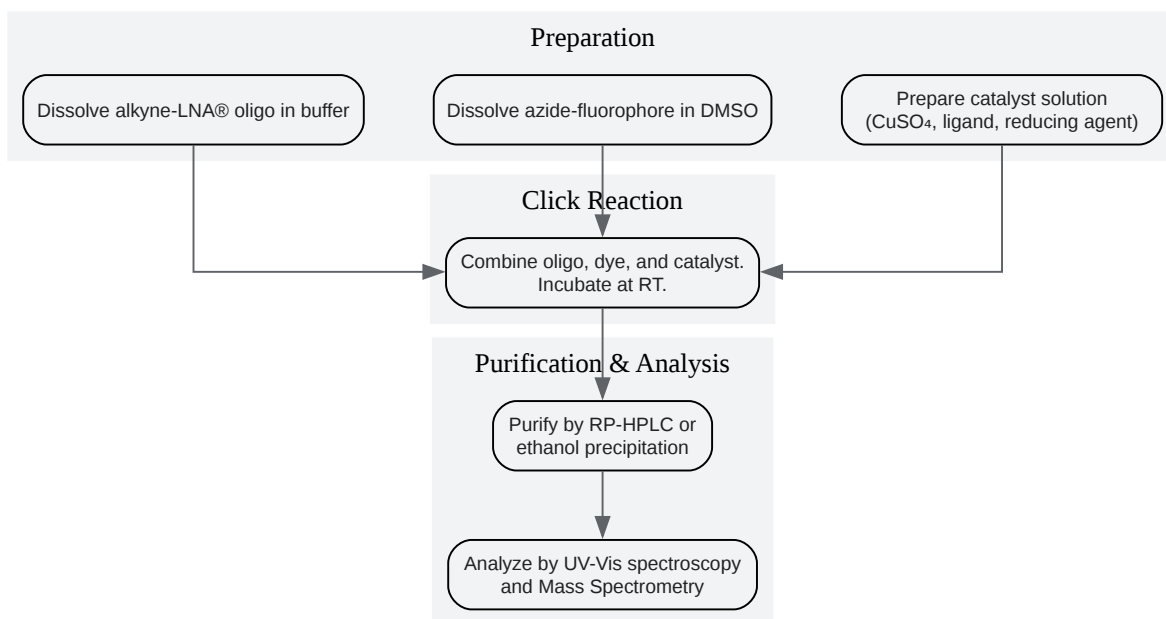 Preparation
Dissolve alkyne-LNA® oligo in buffer
Dissolve azide-fluorophore in DMSO
Prepare catalyst solution
(CuSO₄, ligand, reducing agent)
Click Reaction
Combine oligo, dye, and catalyst.
Incubate at RT.
Purification & Analysis
Purify by RP-HPLC or
ethanol precipitation
Analyze by UV-Vis spectroscopy
and Mass Spectrometry